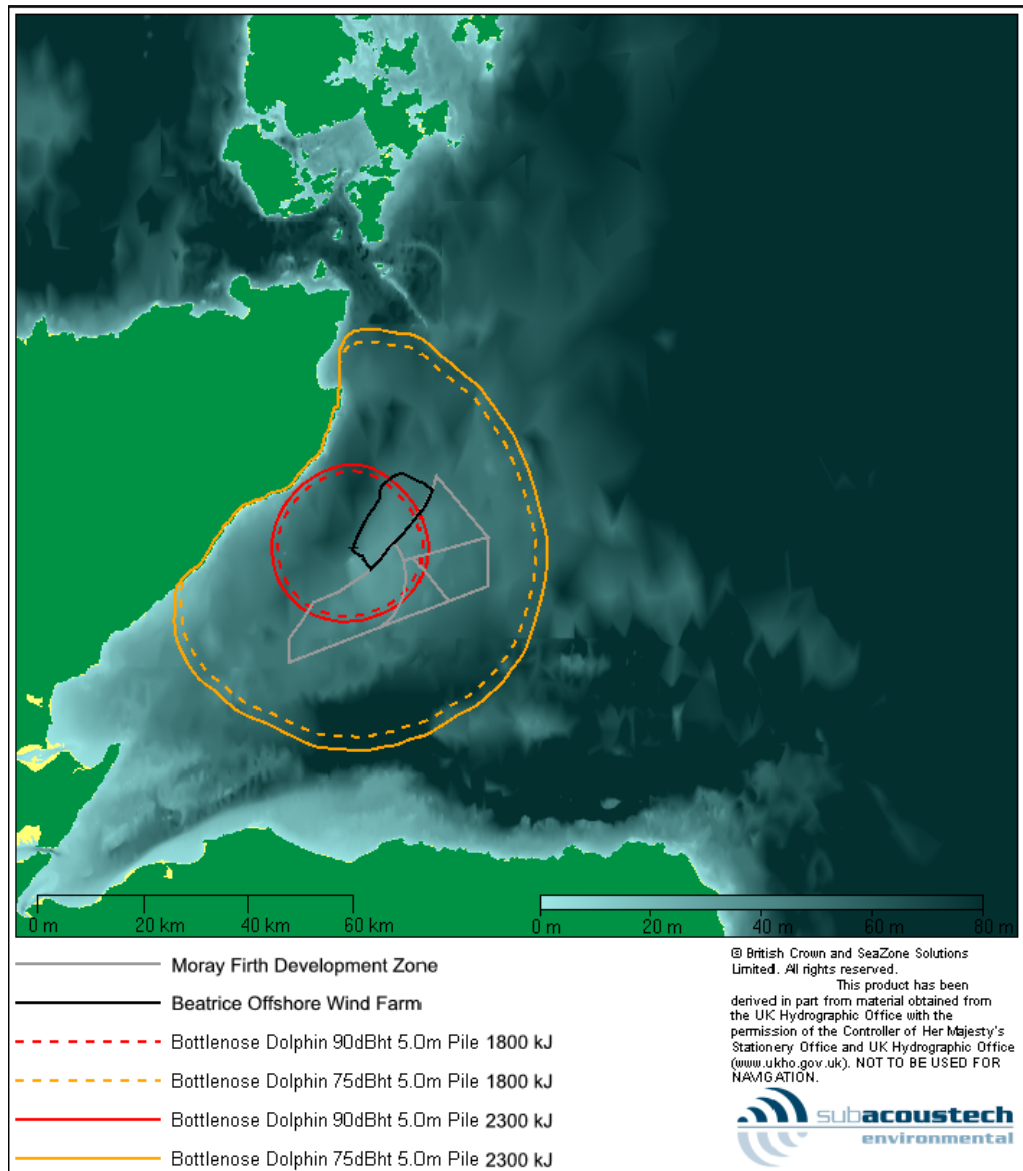 0 m 20 km 40 km 60 km 0 m 20 m 40 m 60 m 80 m
Moray Firth Development Zone
Beatrice Offshore Wind Farm
Bottlenose Dolphin 90dBht 5.0m Pile 1800 kJ
Bottlenose Dolphin 75dBht 5.0m Pile 1800 kJ
Bottlenose Dolphin 90dBht 5.0m Pile 2300 kJ
Bottlenose Dolphin 75dBht 5.0m Pile 2300 kJ
© British Crown and SeaZone Solutions
Limited. All rights reserved.
This product has been
derived in part from material obtained from
the UK Hydrographic Office with the
permission of the Controller of Her Majesty's
Stationery Office and UK Hydrographic Office
(www.ukho.gov.uk). NOT TO BE USED FOR
NAVIGATION.
subacoustech
environmental